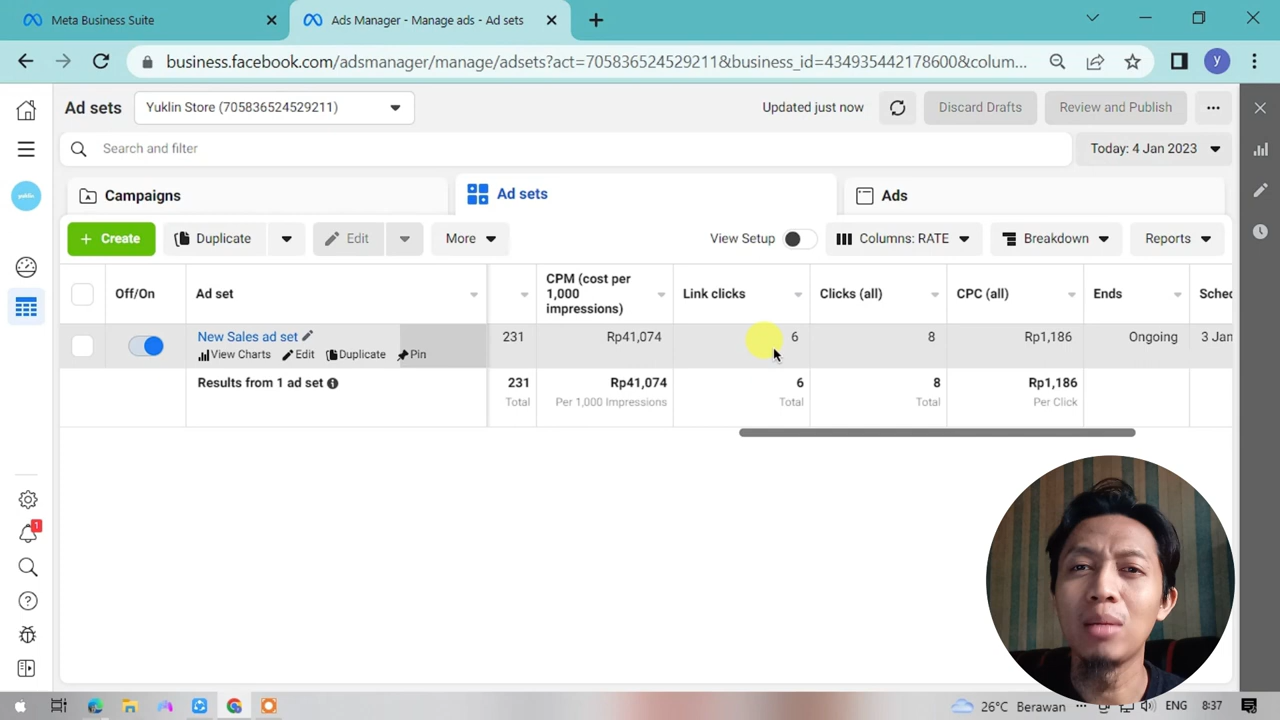 Meta Business Suite
Ads Manager - Manage ads - Ad sets
business.facebook.com/adsmanager/manage/adsets?act=705836524529211&business_id=434935442178600&colum...
y
Ad sets
Yuklin Store (705836524529211)
Updated just now
Discard Drafts
Review and Publish
Search and filter
Today: 4 Jan 2023
yuklin
Campaigns
Ad sets
Ads
+ Create
Duplicate
Edit
More
View Setup
Columns: RATE
Breakdown
Reports
Off/On
Ad set
CPM (cost per
1,000
impressions)
Link clicks
Clicks (all)
CPC (all)
Ends
Sched
New Sales ad set
View Charts Edit Duplicate Pin
231
Rp41,074
6
8
Rp1,186
Ongoing
3 Jan
Results from 1 ad set
231
Total
Rp41,074
Per 1,000 Impressions
6
Total
8
Total
Rp1,186
Per Click
1
26°C Berawan
ENG
8:37